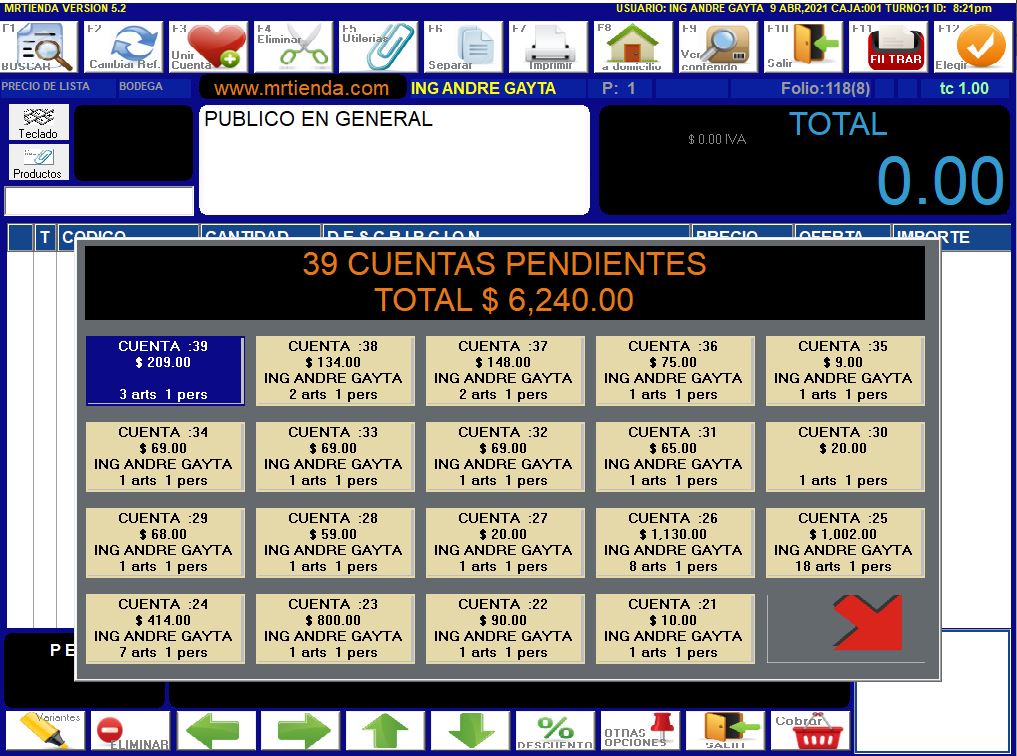 MRTIENDA VERSION 5.2
USUARIO: ING ANDRE GAYTA 9 ABR,2021 CAJA:001 TURNO:1 ID: 8:21pm
F1 BUSCAR
F2 Cambiar Ref.
F3 Unir Cuenta
F4 Eliminar
F5 Utilerias
F6 Separar
F7 Imprimir
F8 a domicilio
F9 Ver contenido
F10 Salir
F11 FILTRAR
F12 Elegir
PRECIO DE LISTA BODEGA www.mrtienda.com ING ANDRE GAYTA P: 1 Folio:118(8) tc 1.00
Teclado
Productos
PUBLICO EN GENERAL
TOTAL
$ 0.00 IVA
0.00
T CODIGO CANTIDAD D E S C R I P C I O N PRECIO OFERTA IMPORTE
39 CUENTAS PENDIENTES
TOTAL $ 6,240.00
CUENTA :39
$ 209.00
3 arts 1 pers
CUENTA :38
$ 134.00
ING ANDRE GAYTA
2 arts 1 pers
CUENTA :37
$ 148.00
ING ANDRE GAYTA
2 arts 1 pers
CUENTA :36
$ 75.00
ING ANDRE GAYTA
1 arts 1 pers
CUENTA :35
$ 9.00
ING ANDRE GAYTA
1 arts 1 pers
CUENTA :34
$ 69.00
ING ANDRE GAYTA
1 arts 1 pers
CUENTA :33
$ 69.00
ING ANDRE GAYTA
1 arts 1 pers
CUENTA :32
$ 69.00
ING ANDRE GAYTA
1 arts 1 pers
CUENTA :31
$ 65.00
ING ANDRE GAYTA
1 arts 1 pers
CUENTA :30
$ 20.00
1 arts 1 pers
CUENTA :29
$ 68.00
ING ANDRE GAYTA
1 arts 1 pers
CUENTA :28
$ 59.00
ING ANDRE GAYTA
1 arts 1 pers
CUENTA :27
$ 20.00
ING ANDRE GAYTA
1 arts 1 pers
CUENTA :26
$ 1,130.00
ING ANDRE GAYTA
8 arts 1 pers
CUENTA :25
$ 1,002.00
ING ANDRE GAYTA
18 arts 1 pers
CUENTA :24
$ 414.00
ING ANDRE GAYTA
7 arts 1 pers
CUENTA :23
$ 800.00
ING ANDRE GAYTA
1 arts 1 pers
CUENTA :22
$ 90.00
ING ANDRE GAYTA
1 arts 1 pers
CUENTA :21
$ 10.00
ING ANDRE GAYTA
1 arts 1 pers
P E
Variantes
ELIMINAR
% DESCUENTO
OTRAS OPCIONES
SALIR
Cobrar